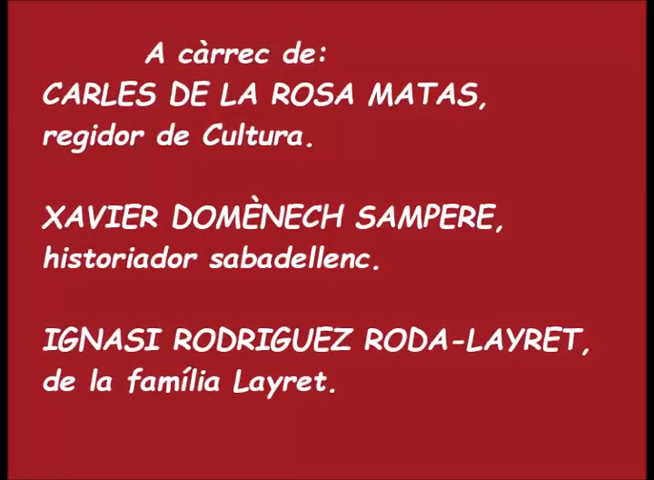 A càrrec de:
CARLES DE LA ROSA MATAS,
regidor de Cultura.
XAVIER DOMÈNECH SAMPERE,
historiador sabadellenc.
IGNASI RODRIGUEZ RODA-LAYRET,
de la família Layret.